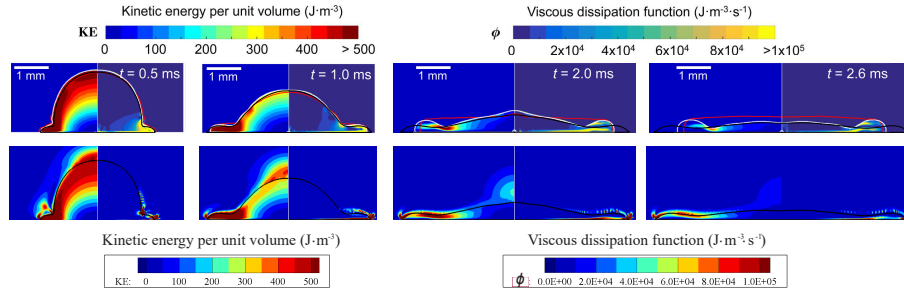 Kinetic energy per unit volume (J·m⁻³)
Viscous dissipation function (J·m⁻³·s⁻¹)
KE
0 100 200 300 400 > 500
ϕ
0 2x10⁴ 4x10⁴ 6x10⁴ 8x10⁴ >1x10⁵
1 mm
t = 0.5 ms
1 mm
t = 1.0 ms
1 mm
t = 2.0 ms
1 mm
t = 2.6 ms
Kinetic energy per unit volume (J·m⁻³)
Viscous dissipation function (J·m⁻³·s⁻¹)
KE: 0 100 200 300 400 500
ϕ 0.0E+00 2.0E+04 4.0E+04 6.0E+04 8.0E+04 1.0E+05